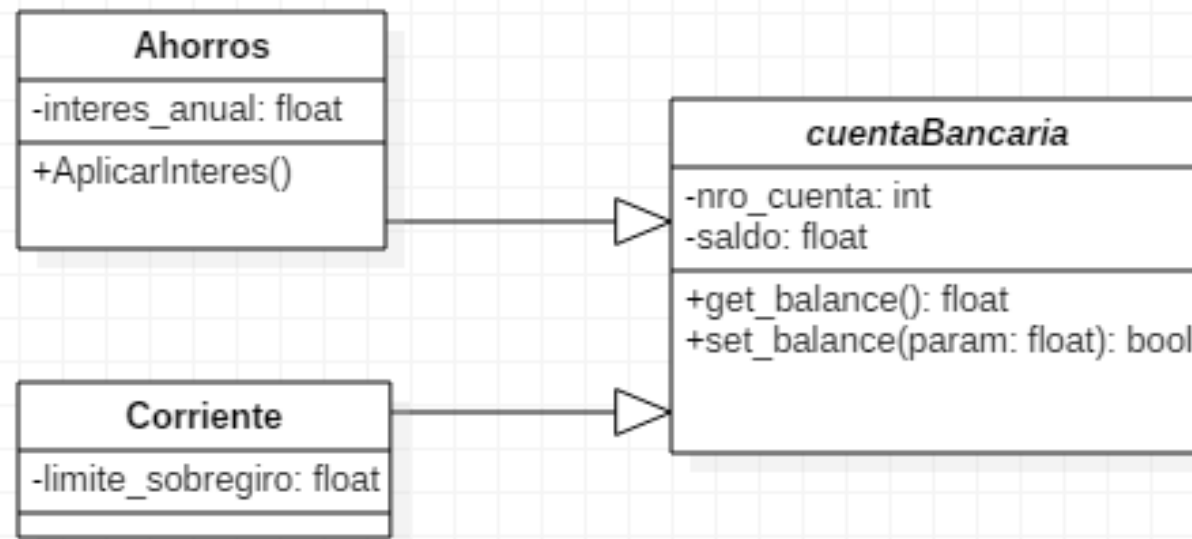 Ahorros
-interes_anual: float
+AplicarInteres()
cuentaBancaria
-nro_cuenta: int
-saldo: float
+get_balance(): float
+set_balance(param: float): bool
Corriente
-limite_sobregiro: float